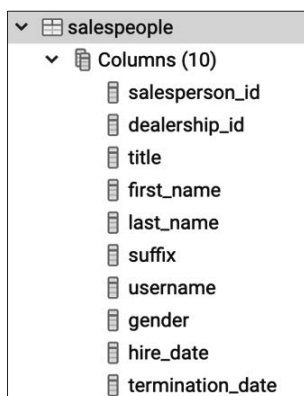 salespeople
Columns (10)
salesperson_id
dealership_id
title
first_name
last_name
suffix
username
gender
hire_date
termination_date